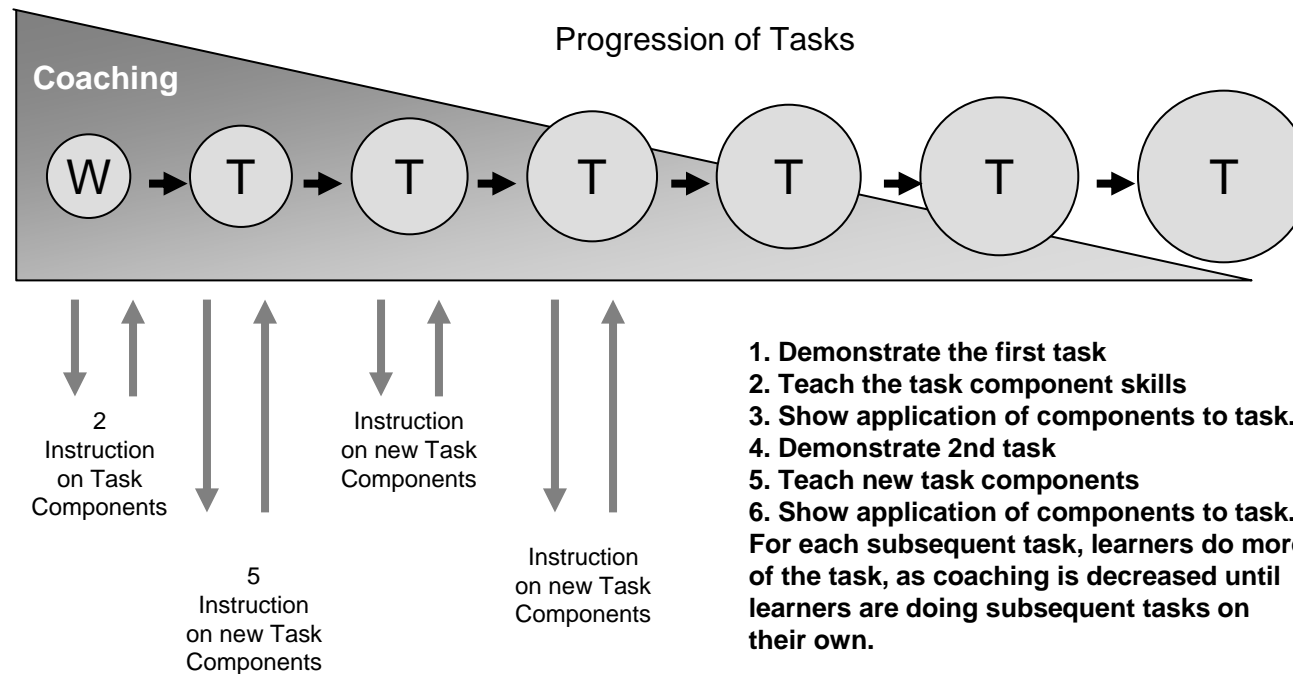 Progression of Tasks
Coaching
W T T T T T T
2
Instruction
on Task
Components
5
Instruction
on new Task
Components
Instruction
on new Task
Components
Instruction
on new Task
Components
1. Demonstrate the first task
2. Teach the task component skills
3. Show application of components to task.
4. Demonstrate 2nd task
5. Teach new task components
6. Show application of components to task.
For each subsequent task, learners do more
of the task, as coaching is decreased until
learners are doing subsequent tasks on
their own.